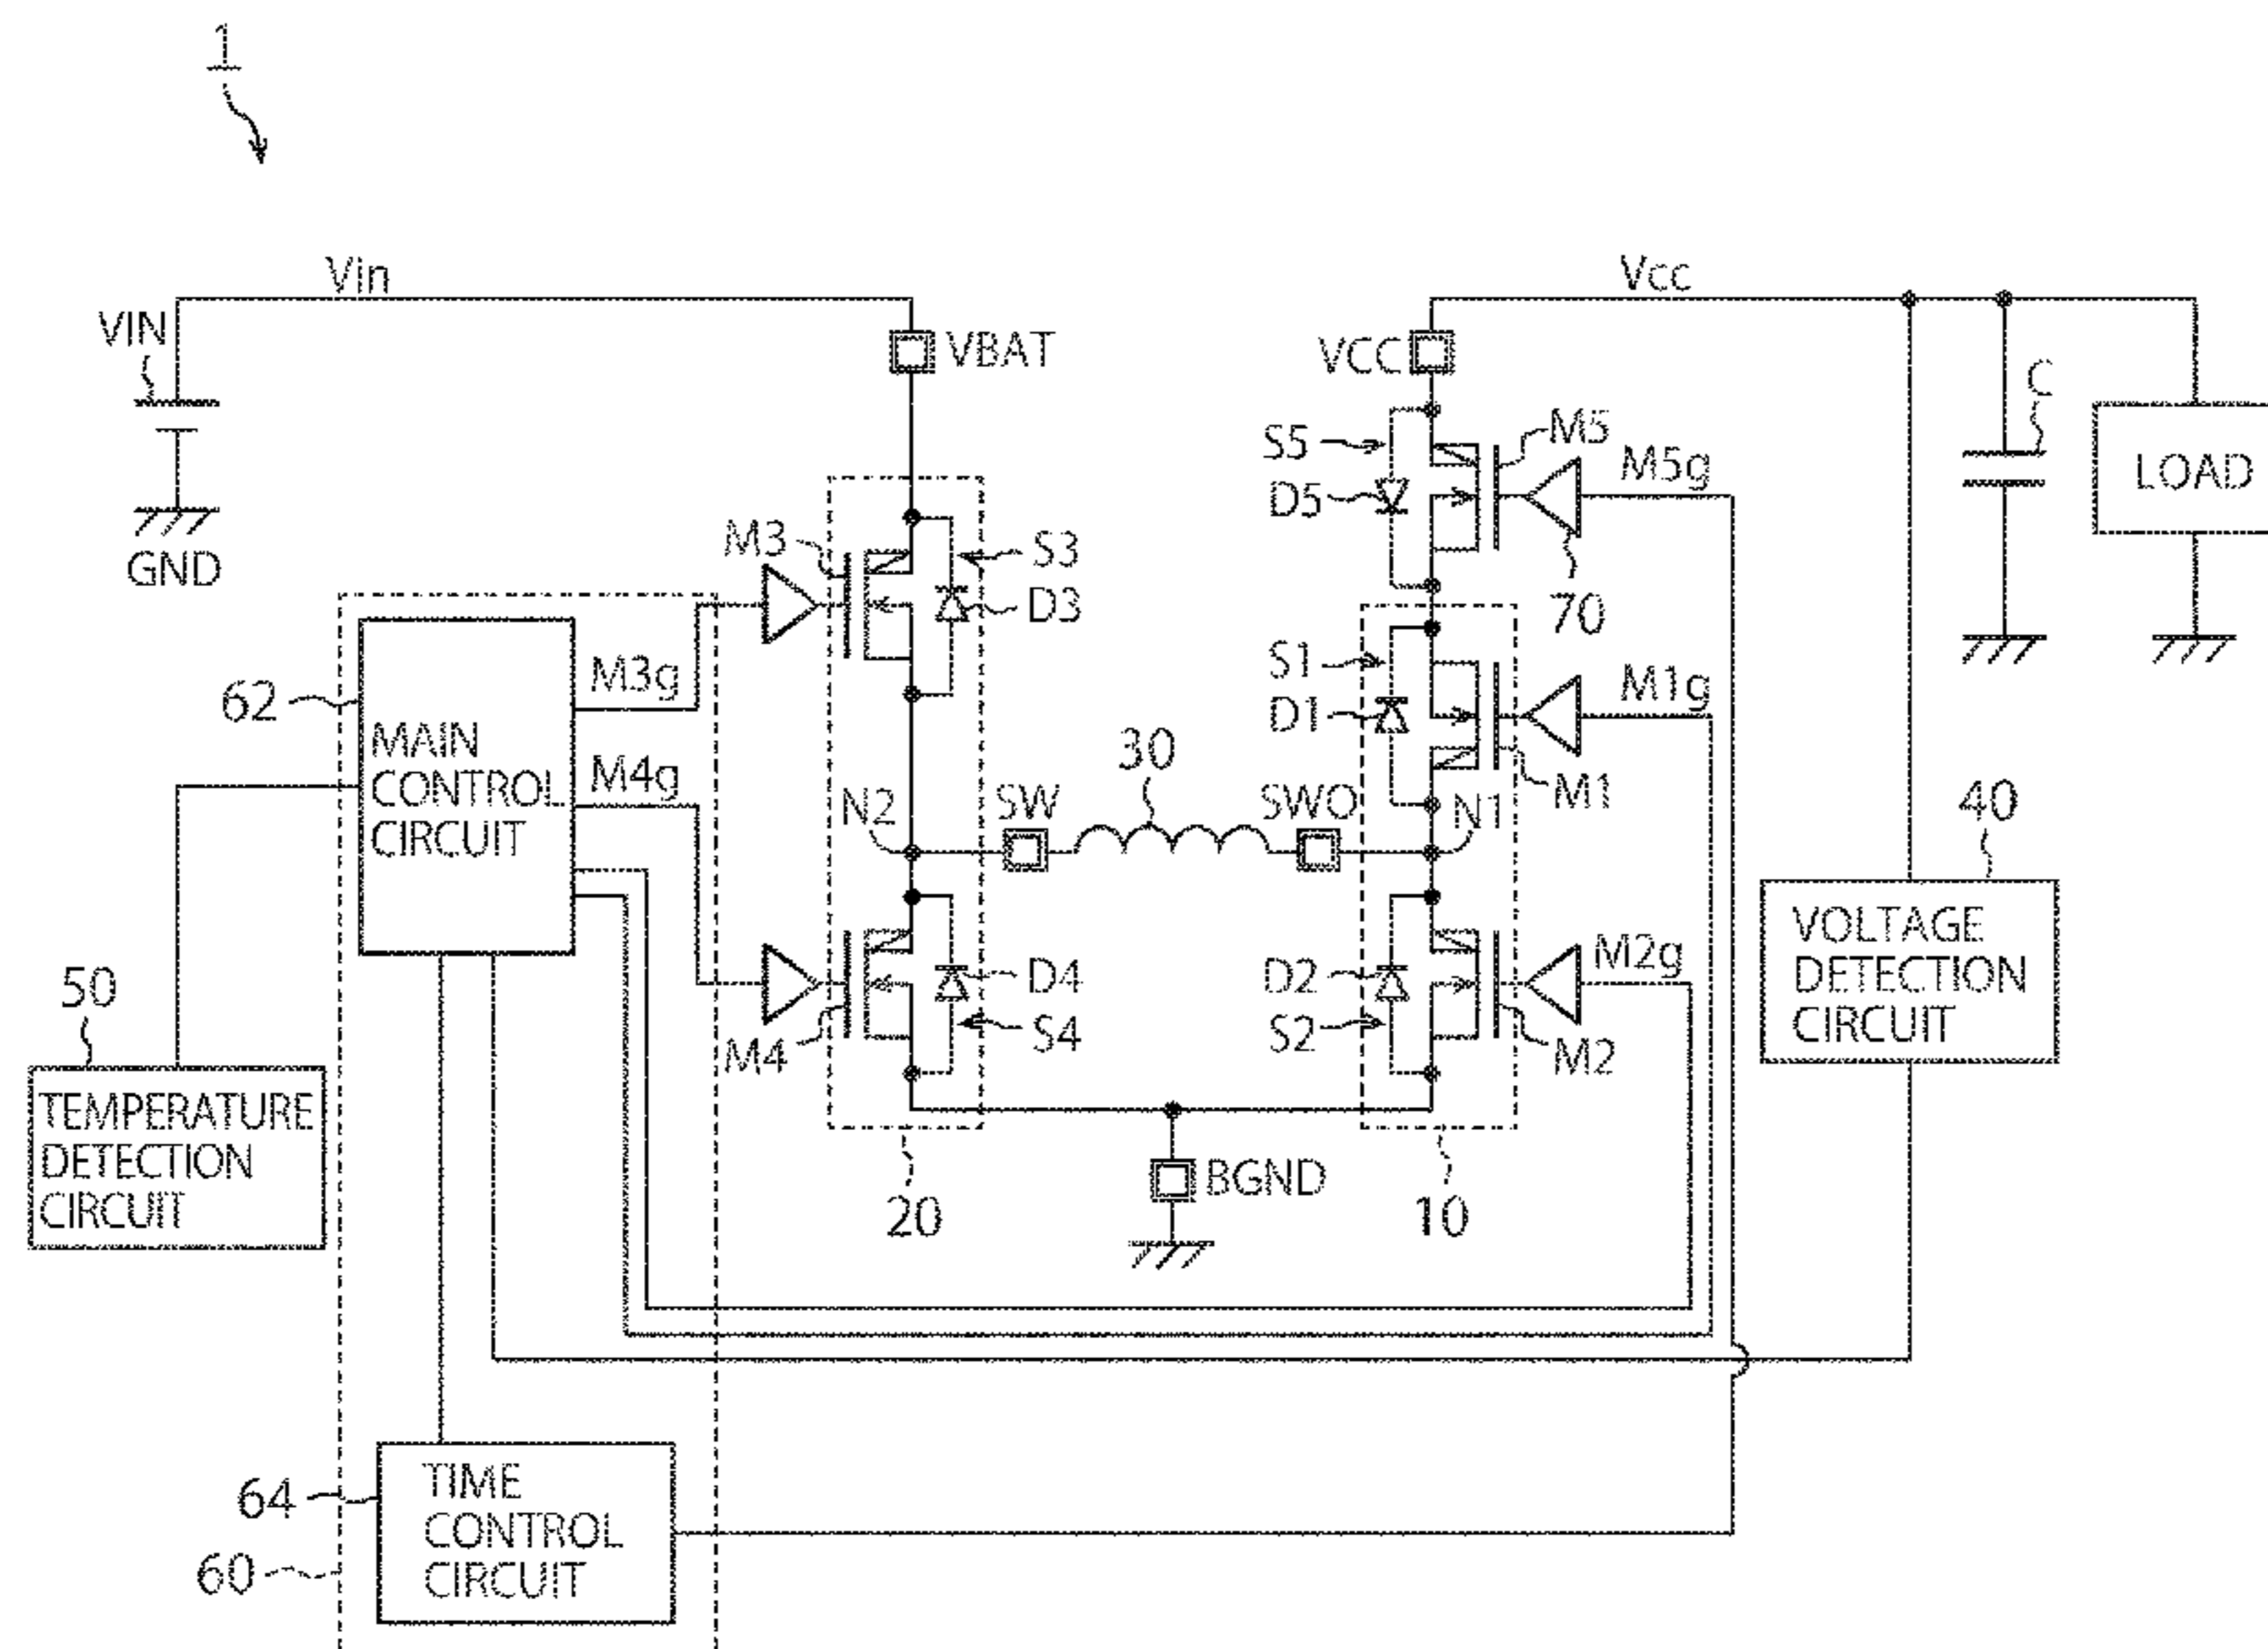 1
Vin
Vcc
VIN
VBAT
VCC
C
S5
M5
M5g
LOAD
D5
GND
M3
S3
D3
70
62
M3g
S1
M1g
D1
MAIN
CONTROL
CIRCUIT
M4g
30
M1
N2
SW
SWO
N1
40
VOLTAGE
DETECTION
CIRCUIT
50
D4
D2
M2g
M4
S4
S2
M2
TEMPERATURE
DETECTION
CIRCUIT
20
BGND
10
64
TIME
CONTROL
CIRCUIT
60